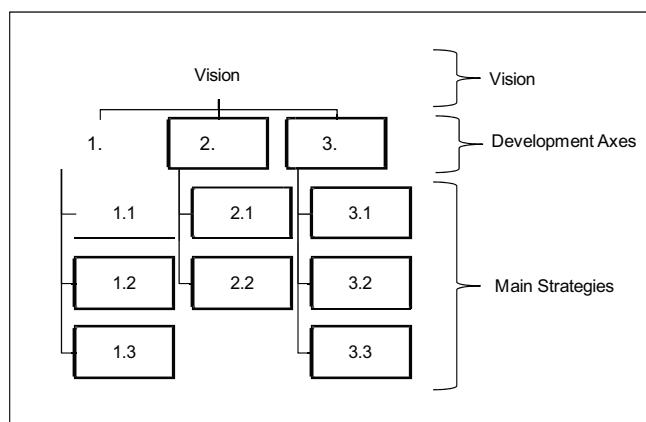 Vision
Vision
1.
2.
3.
Development Axes
1.1
2.1
3.1
1.2
2.2
3.2
Main Strategies
1.3
3.3